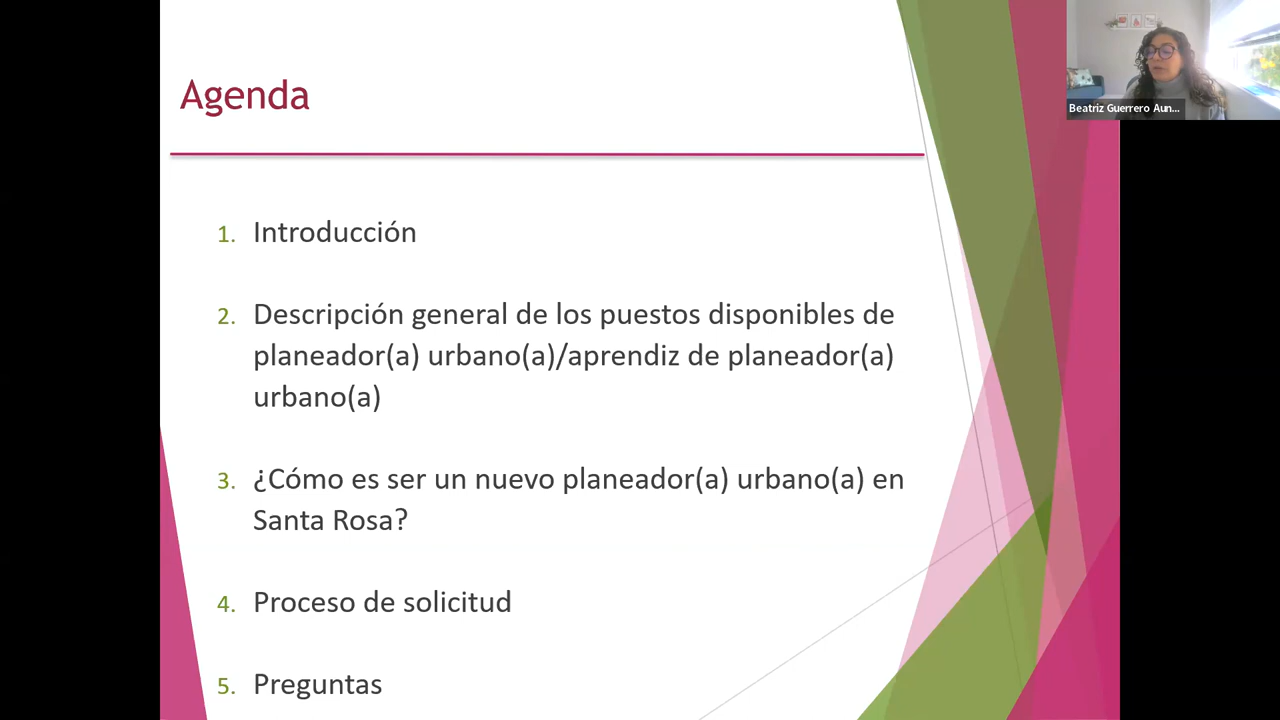 Agenda
Beatriz Guerrero Aun...
1. Introducción
2. Descripción general de los puestos disponibles de
planeador(a) urbano(a)/aprendiz de planeador(a)
urbano(a)
3. ¿Cómo es ser un nuevo planeador(a) urbano(a) en
Santa Rosa?
4. Proceso de solicitud
5. Preguntas